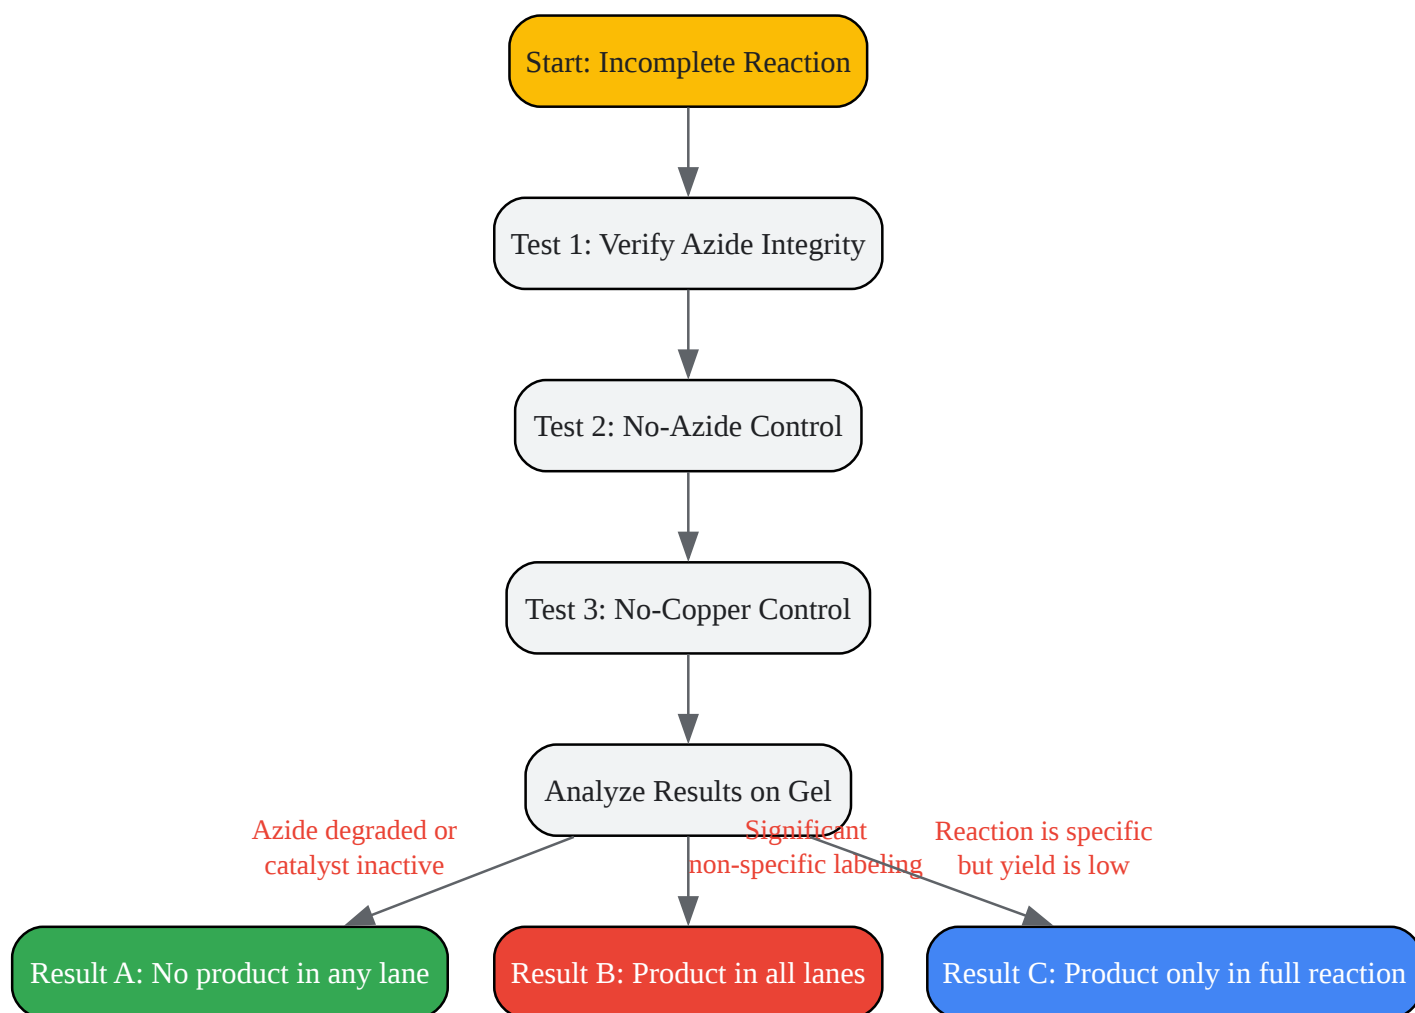 Start: Incomplete Reaction
Test 1: Verify Azide Integrity
Test 2: No-Azide Control
Test 3: No-Copper Control
Analyze Results on Gel
Azide degraded or
catalyst inactive
Significant
non-specific labeling
Reaction is specific
but yield is low
Result A: No product in any lane
Result B: Product in all lanes
Result C: Product only in full reaction